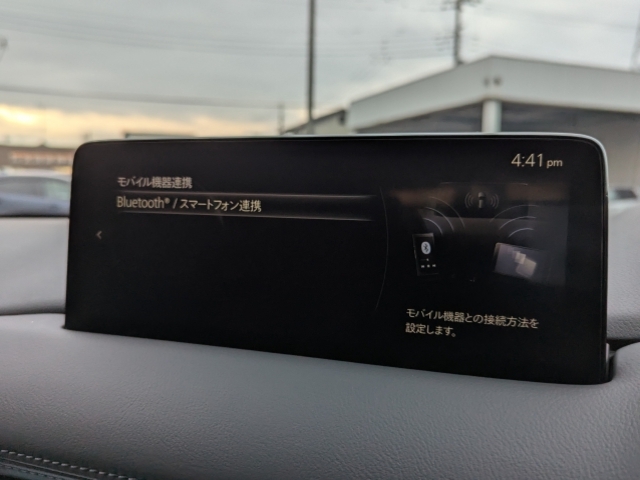 4:41 pm
モバイル機器連携
Bluetooth® / スマートフォン連携
モバイル機器との接続方法を
設定します。